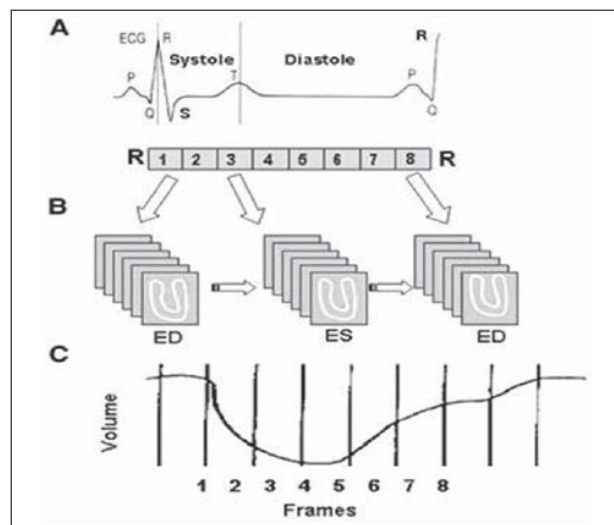 A
ECG R R
Systole Diastole
P T P
Q S Q
R 1 2 3 4 5 6 7 8 R
B
ED ES ED
C
Volume
1 2 3 4 5 6 7 8
Frames